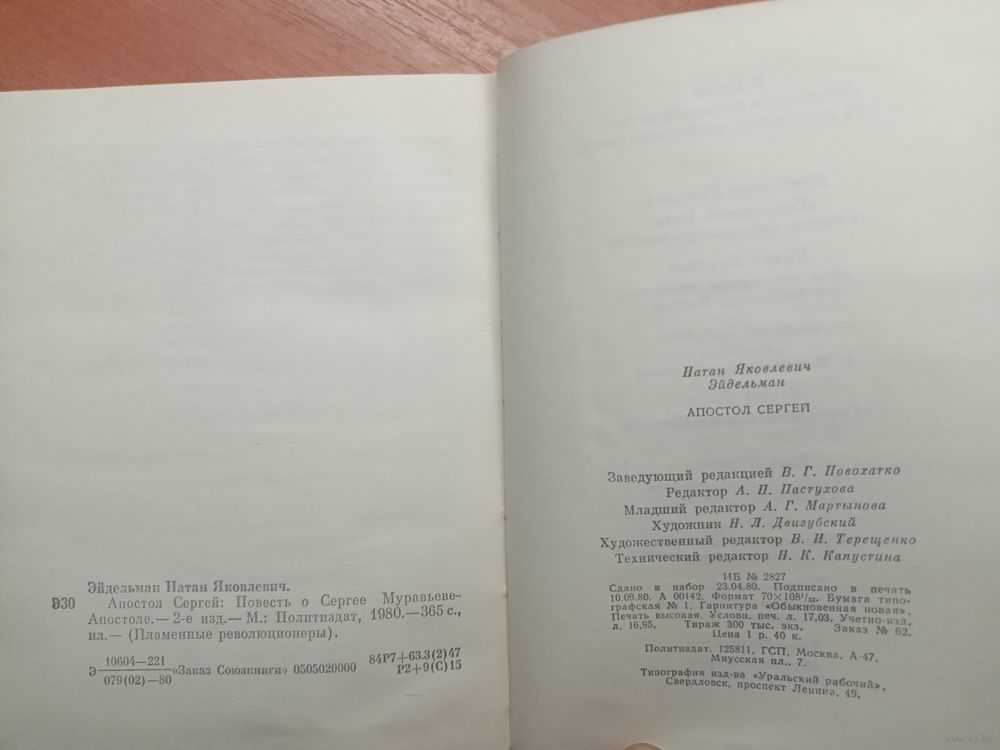 Эйдельман Натан Яковлевич.
Э30 Апостол Сергей: Повесть о Сергее Муравьеве-
Апостоле.— 2-е изд.— М.: Политиздат, 1980.— 365 с.,
ил.— (Пламенные революционеры).
Э 10604—221 «Заказ Союзкниги» 0505020000 84Р7+63.3(2)47
079(02)—80 Р2+9(С)15
Натан Яковлевич
Эйдельман
АПОСТОЛ СЕРГЕЙ
Заведующий редакцией В. Г. Новохатко
Редактор А. П. Пастухова
Младший редактор А. Г. Мартынова
Художник Н. Л. Двигубский
Художественный редактор В. И. Терещенко
Технический редактор Н. К. Капустина
ИБ № 2827
Сдано в набор 23.04.80. Подписано в печать
10.09.80. А 00142. Формат 70×108¹/₃₂. Бумага типо-
графская № 1. Гарнитура «Обыкновенная новая».
Печать высокая. Условн. печ. л. 17,03. Учетно-изд.
л. 16,95. Тираж 300 тыс. экз. Заказ № 62.
Цена 1 р. 40 к.
Политиздат. 125811, ГСП, Москва, А-47,
Миусская пл., 7.
Типография изд-ва «Уральский рабочий»,
Свердловск, проспект Ленина, 49.
www.ay.by